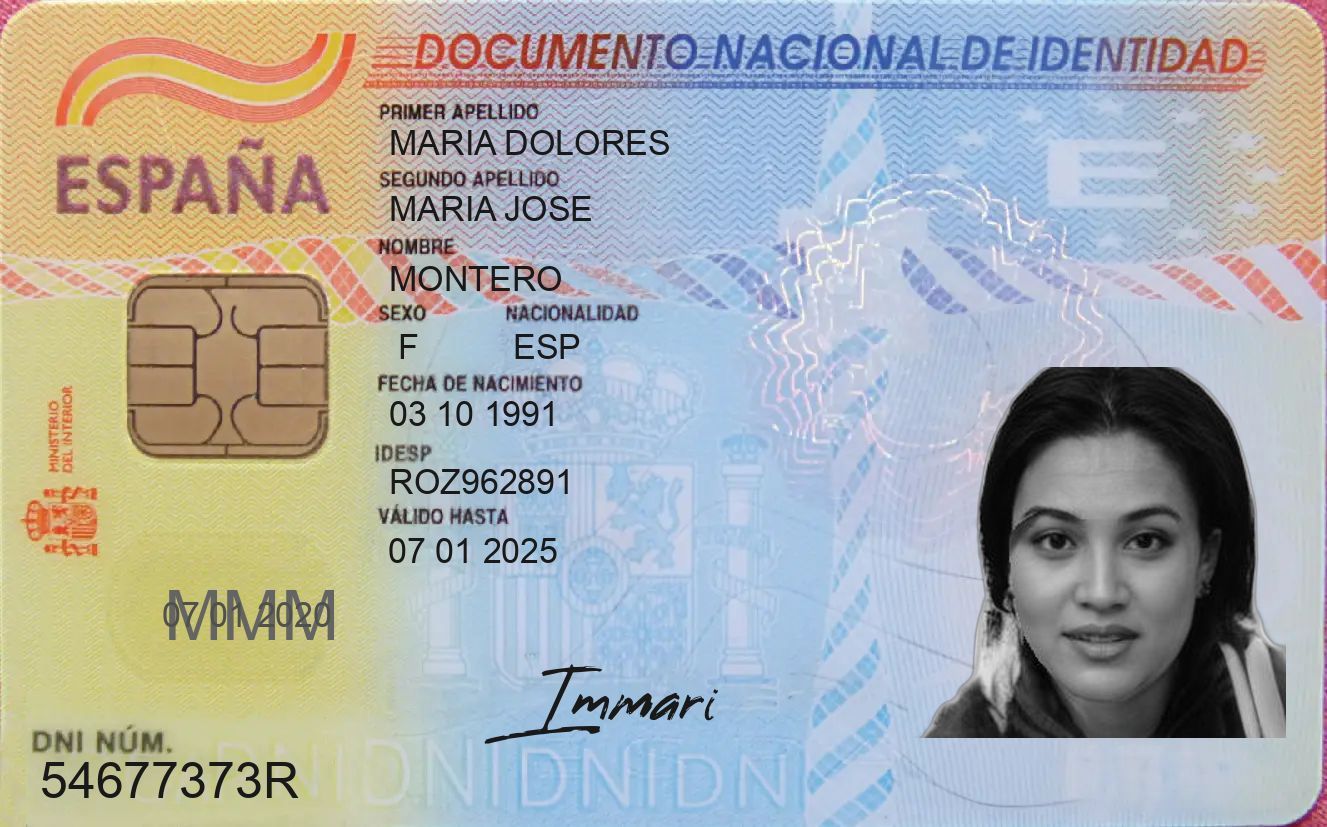 DOCUMENTO NACIONAL DE IDENTIDAD
ESPAÑA
PRIMER APELLIDO
MARIA DOLORES
SEGUNDO APELLIDO
MARIA JOSE
NOMBRE
MONTERO
SEXO NACIONALIDAD
F ESP
FECHA DE NACIMIENTO
03 10 1991
IDESP
ROZ962891
VÁLIDO HASTA
07 01 2025
MINISTERIO
DEL INTERIOR
E
07 01 2020
MMM
Immari
DNI NÚM.
54677373R
DNIDNIDNIDNI